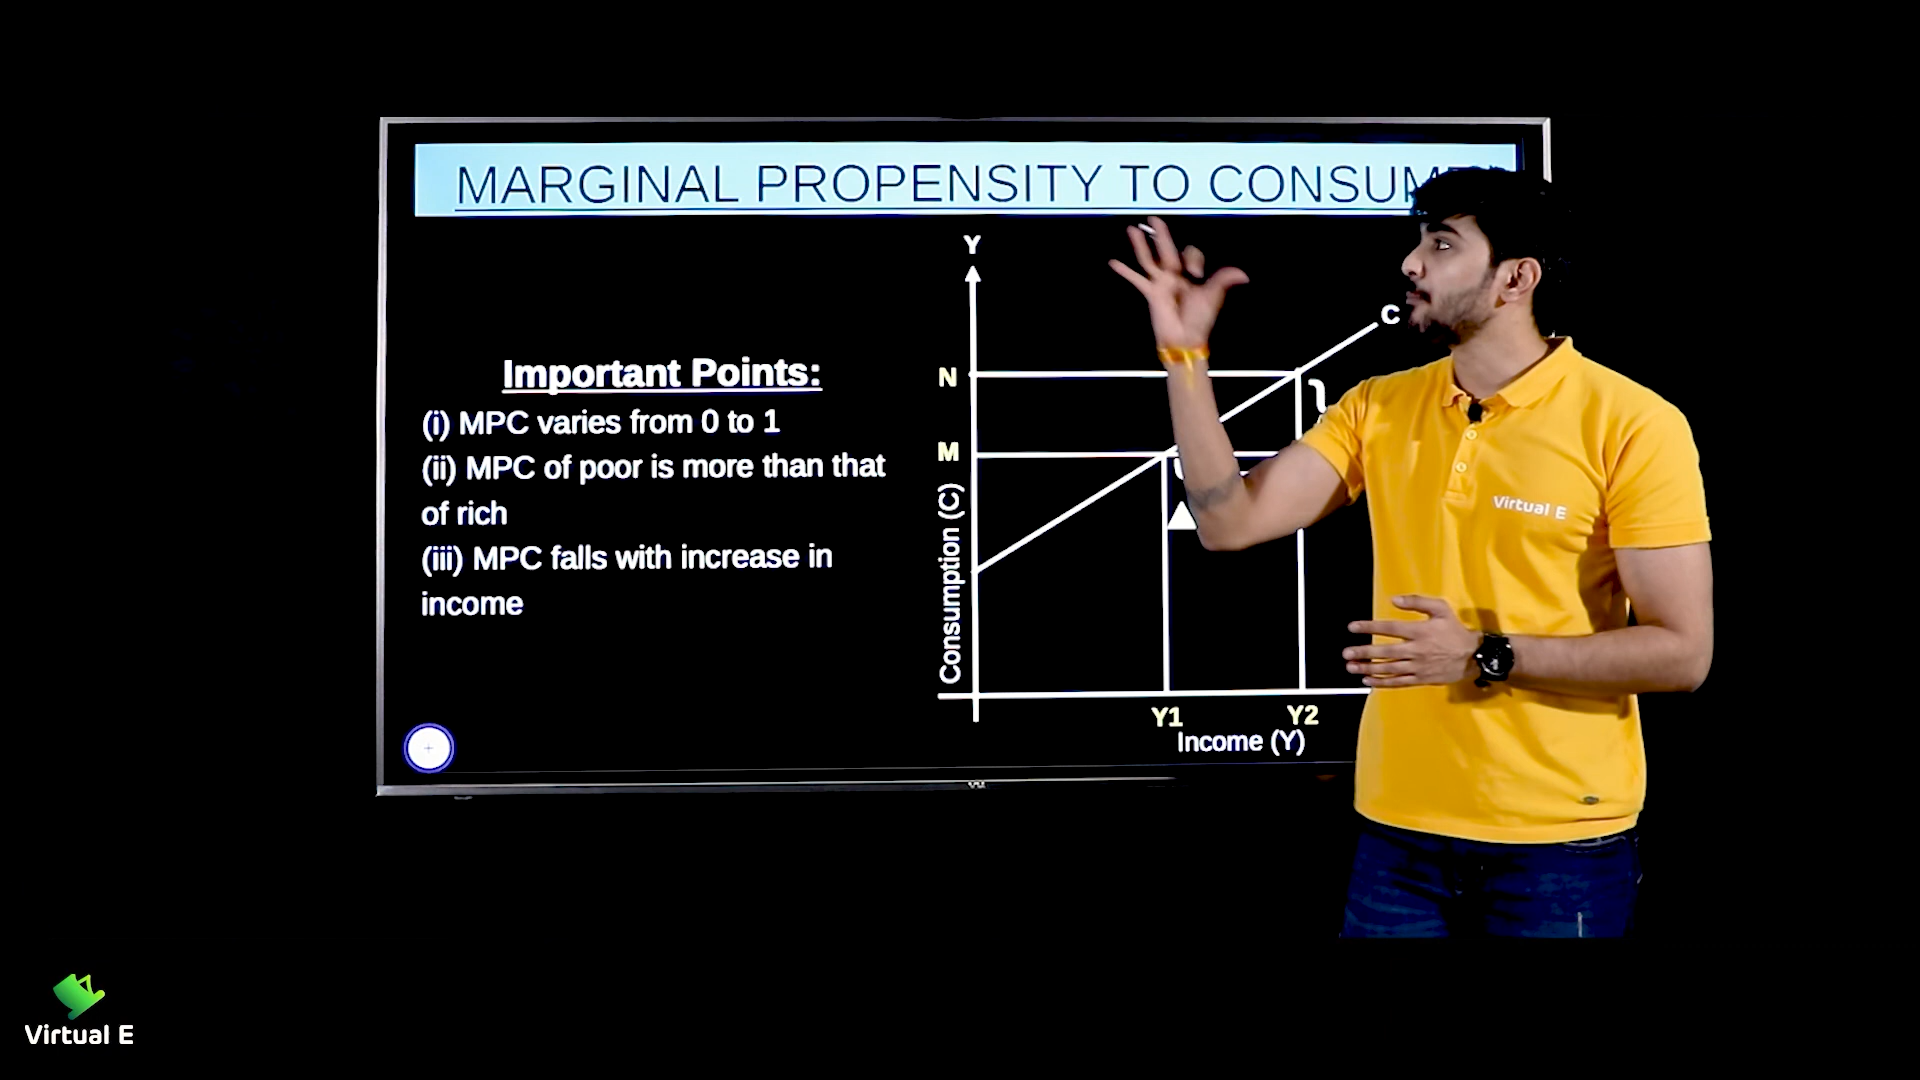 MARGINAL PROPENSITY TO CONSUME
Important Points:
(i) MPC varies from 0 to 1
(ii) MPC of poor is more than that
of rich
(iii) MPC falls with increase in
income
Y
C
N
M
Consumption (C)
Y1
Y2
Income (Y)
Virtual E
Virtual E